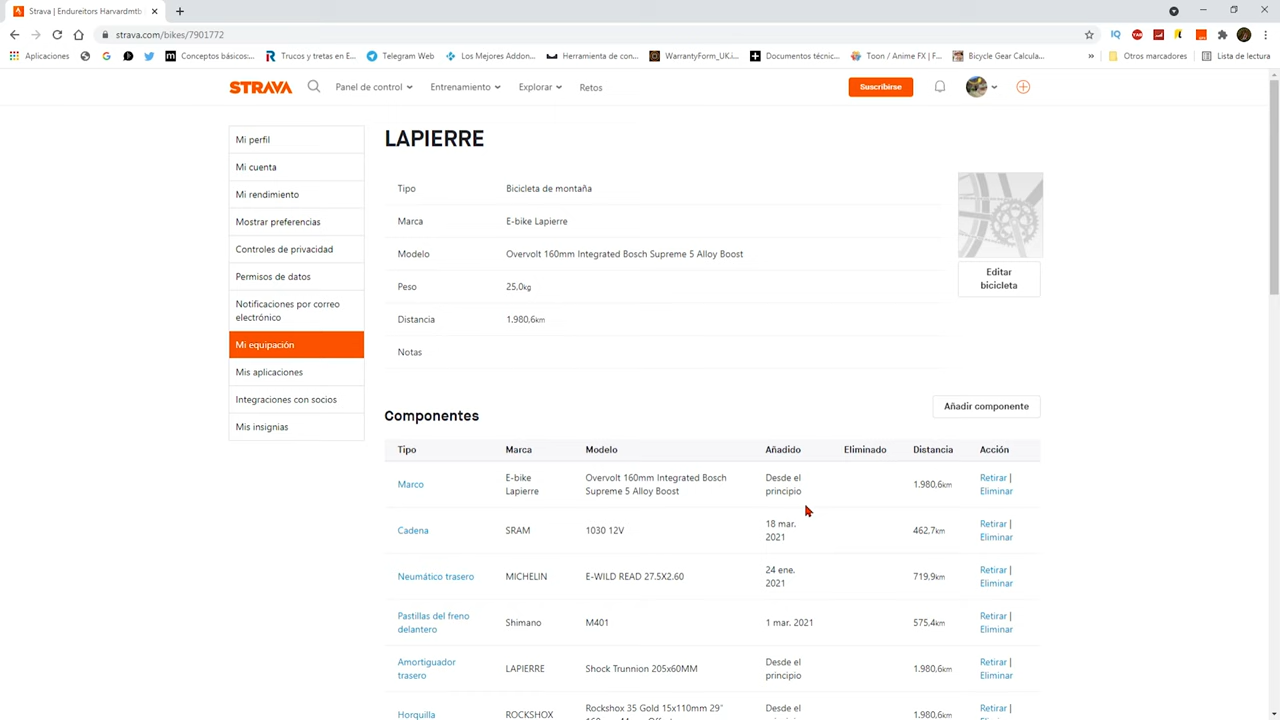 Strava | Endureitors Harvardmtb
strava.com/bikes/7901772
Aplicaciones
Conceptos básicos:...
Trucos y tretas en E...
Telegram Web
Los Mejores Addon...
Herramienta de con...
WarrantyForm_UK.i...
Documentos técnic...
Toon / Anime FX | F...
Bicycle Gear Calcula...
»
Otros marcadores
Lista de lectura
STRAVA
Panel de control
Entrenamiento
Explorar
Retos
Suscribirse
Mi perfil
Mi cuenta
Mi rendimiento
Mostrar preferencias
Controles de privacidad
Permisos de datos
Notificaciones por correo
electrónico
Mi equipación
Mis aplicaciones
Integraciones con socios
Mis insignias
LAPIERRE
Tipo Bicicleta de montaña
Marca E-bike Lapierre
Modelo Overvolt 160mm Integrated Bosch Supreme 5 Alloy Boost
Peso 25,0kg
Distancia 1.980,6km
Notas
Editar
bicicleta
Componentes
Añadir componente
Tipo Marca Modelo Añadido Eliminado Distancia Acción
Marco
E-bike
Lapierre
Overvolt 160mm Integrated Bosch
Supreme 5 Alloy Boost
Desde el
principio
1.980,6km
Retirar |
Eliminar
Cadena
SRAM
1030 12V
18 mar.
2021
462,7km
Retirar |
Eliminar
Neumático trasero
MICHELIN
E-WILD READ 27.5X2.60
24 ene.
2021
719,9km
Retirar |
Eliminar
Pastillas del freno
delantero
Shimano
M401
1 mar. 2021
575,4km
Retirar |
Eliminar
Amortiguador
trasero
LAPIERRE
Shock Trunnion 205x60MM
Desde el
principio
1.980,6km
Retirar |
Eliminar
Horquilla
ROCKSHOX
Rockshox 35 Gold 15x110mm 29"
Desde el
1.980,6km
Retirar |